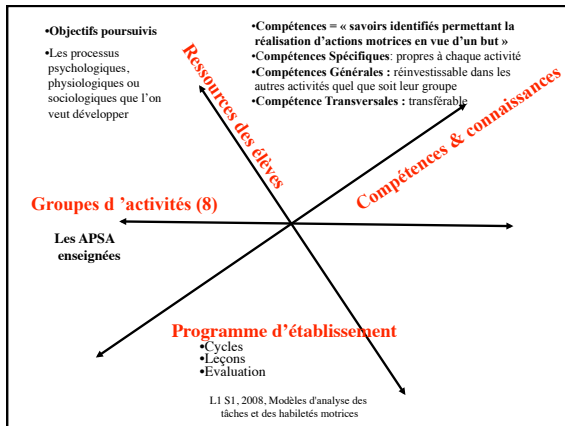 •Objectifs poursuivis
•Les processus
psychologiques,
physiologiques ou
sociologiques que l'on
veut développer
•Compétences = « savoirs identifiés permettant la
réalisation d'actions motrices en vue d'un but »
•Compétences Spécifiques: propres à chaque activité
•Compétences Générales : réinvestissable dans les
autres activités quel que soit leur groupe
•Compétence Transversales : transférable
Ressources des élèves
Compétences & connaissances
Groupes d 'activités (8)
Les APSA
enseignées
Programme d'établissement
•Cycles
•Leçons
•Evaluation
L1 S1, 2008, Modèles d'analyse des
tâches et des habiletés motrices